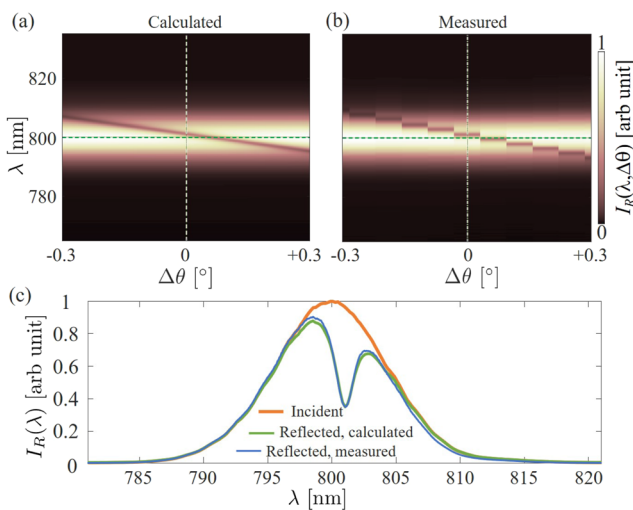 (a) Calculated
(b) Measured
820
800
780
λ [nm]
-0.3 0 +0.3
Δθ [°]
-0.3 0 +0.3
Δθ [°]
1
0
I_R(λ,Δθ) [arb unit]
(c)
1
0.8
0.6
0.4
0.2
0
I_R(λ) [arb unit]
Incident
Reflected, calculated
Reflected, measured
785 790 795 800 805 810 815 820
λ [nm]